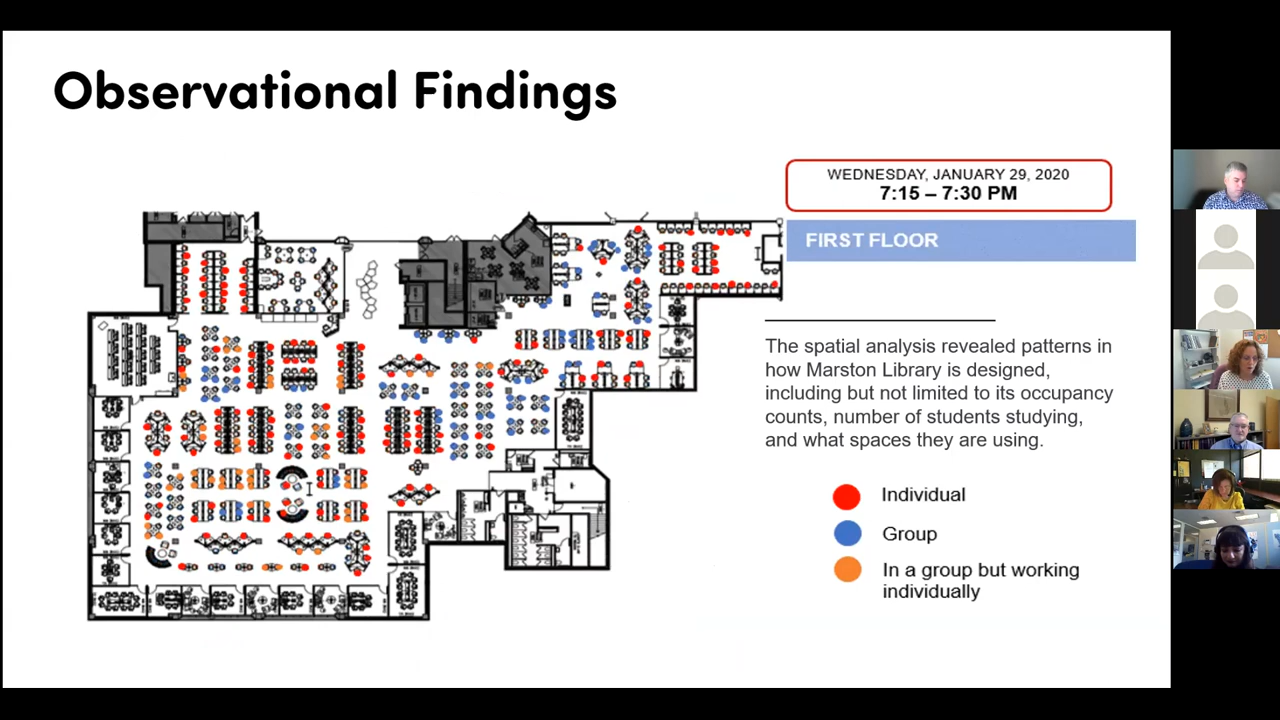 Observational Findings
WEDNESDAY, JANUARY 29, 2020
7:15 – 7:30 PM
FIRST FLOOR
The spatial analysis revealed patterns in
how Marston Library is designed,
including but not limited to its occupancy
counts, number of students studying,
and what spaces they are using.
Individual
Group
In a group but working
individually